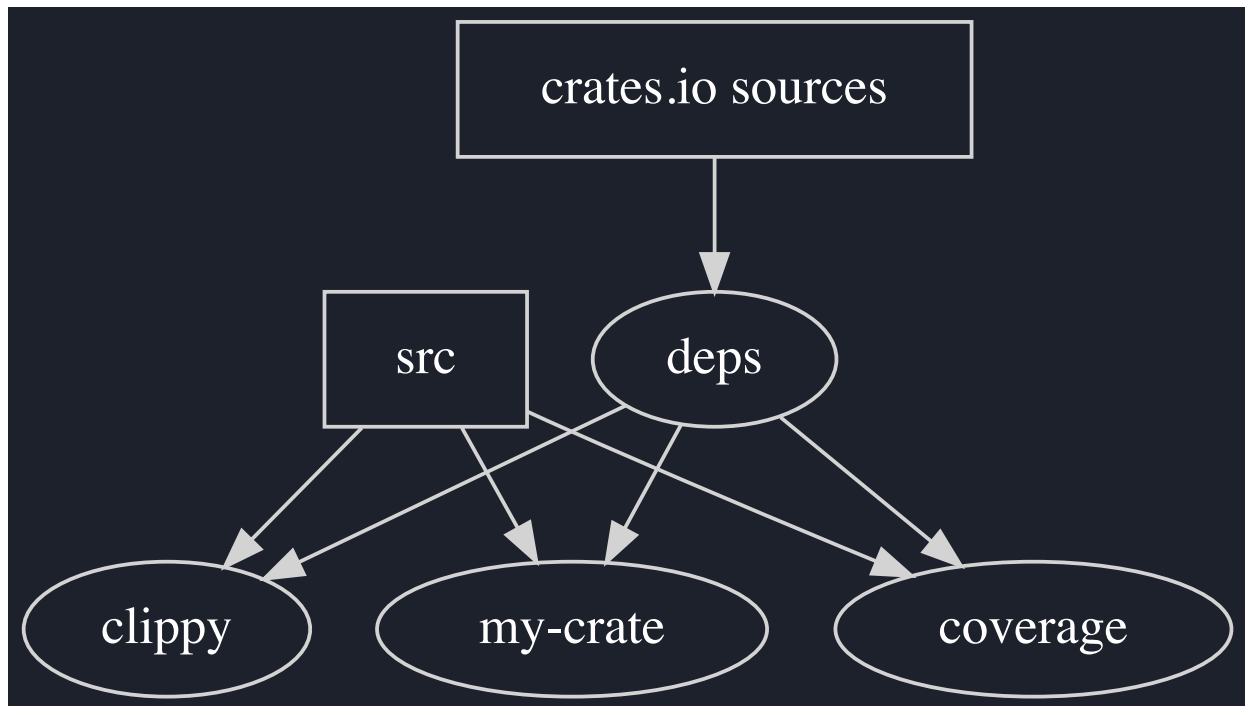 crates.io sources
src
deps
clippy
my-crate
coverage